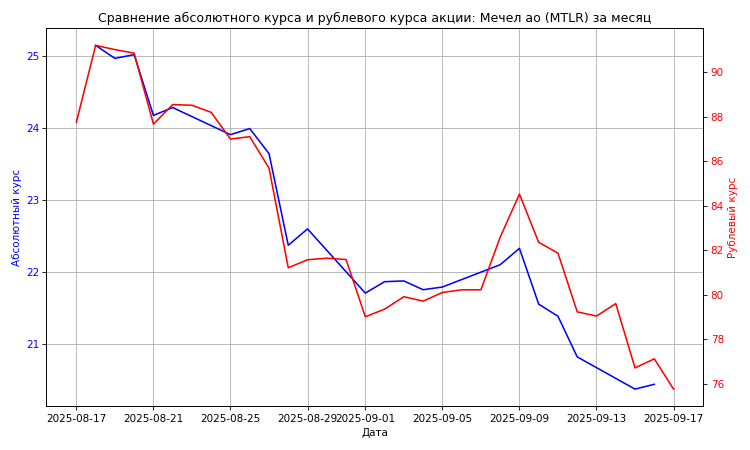 Сравнение абсолютного курса и рублевого курса акции: Мечел ао (MTLR) за месяц
Абсолютный курс
25
24
23
22
21
Рублевый курс
90
88
86
84
82
80
78
76
2025-08-17 2025-08-21 2025-08-25 2025-08-29 2025-09-01 2025-09-05 2025-09-09 2025-09-13 2025-09-17
Дата